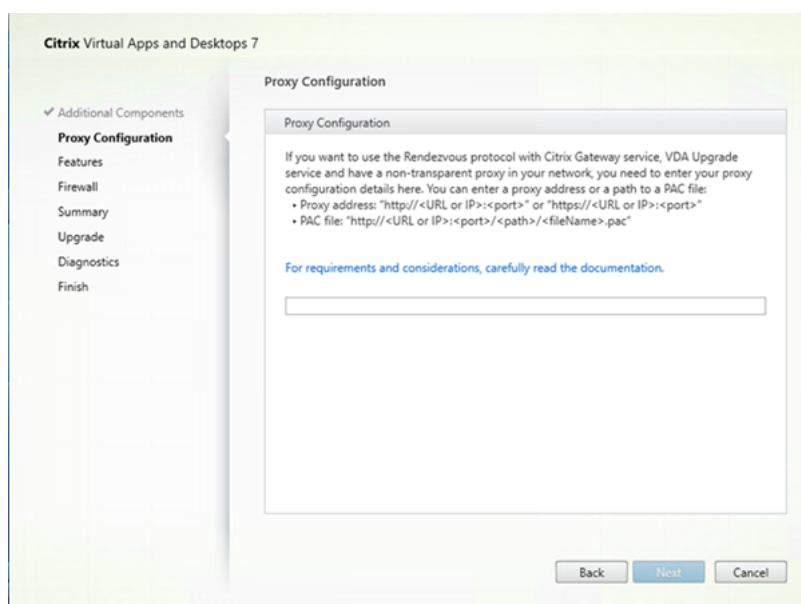 Citrix Virtual Apps and Desktops 7
Proxy Configuration
✔ Additional Components
Proxy Configuration
Features
Firewall
Summary
Upgrade
Diagnostics
Finish
Proxy Configuration
If you want to use the Rendezvous protocol with Citrix Gateway service, VDA Upgrade
service and have a non-transparent proxy in your network, you need to enter your proxy
configuration details here. You can enter a proxy address or a path to a PAC file:
• Proxy address: "http://<URL or IP>:<port>" or "https://<URL or IP>:<port>"
• PAC file: "http://<URL or IP>:<port>/<path>/<fileName>.pac"
For requirements and considerations, carefully read the documentation.
Back
Next
Cancel